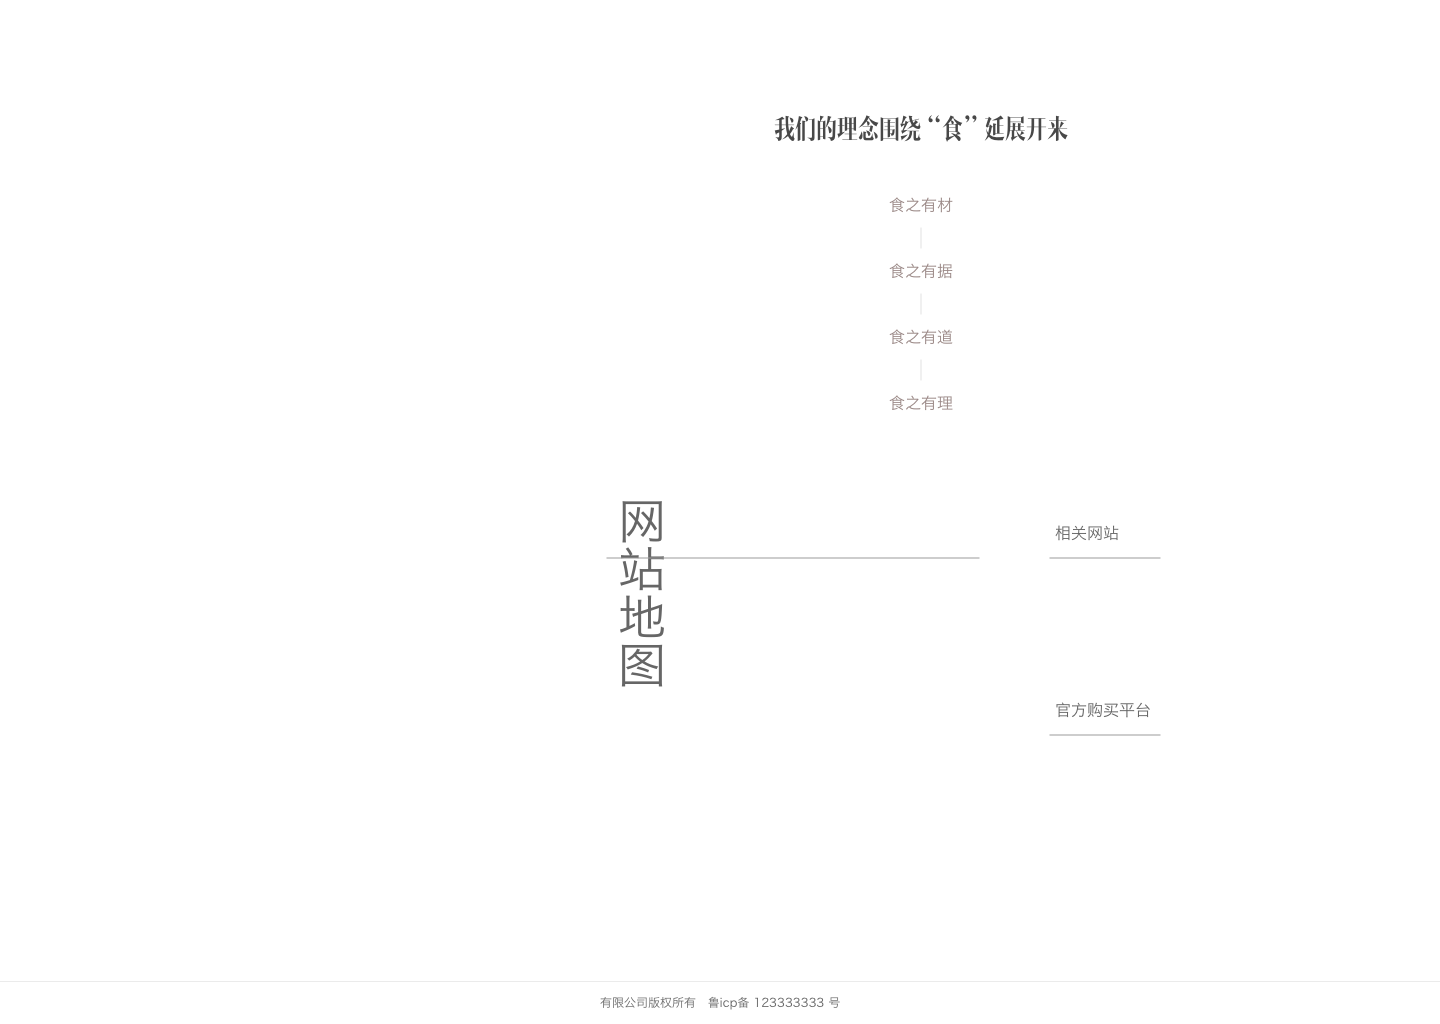 我们的理念围绕“食”延展开来
食之有材
食之有据
食之有道
食之有理
网站地图
相关网站
官方购买平台
有限公司版权所有　鲁icp备 123333333 号